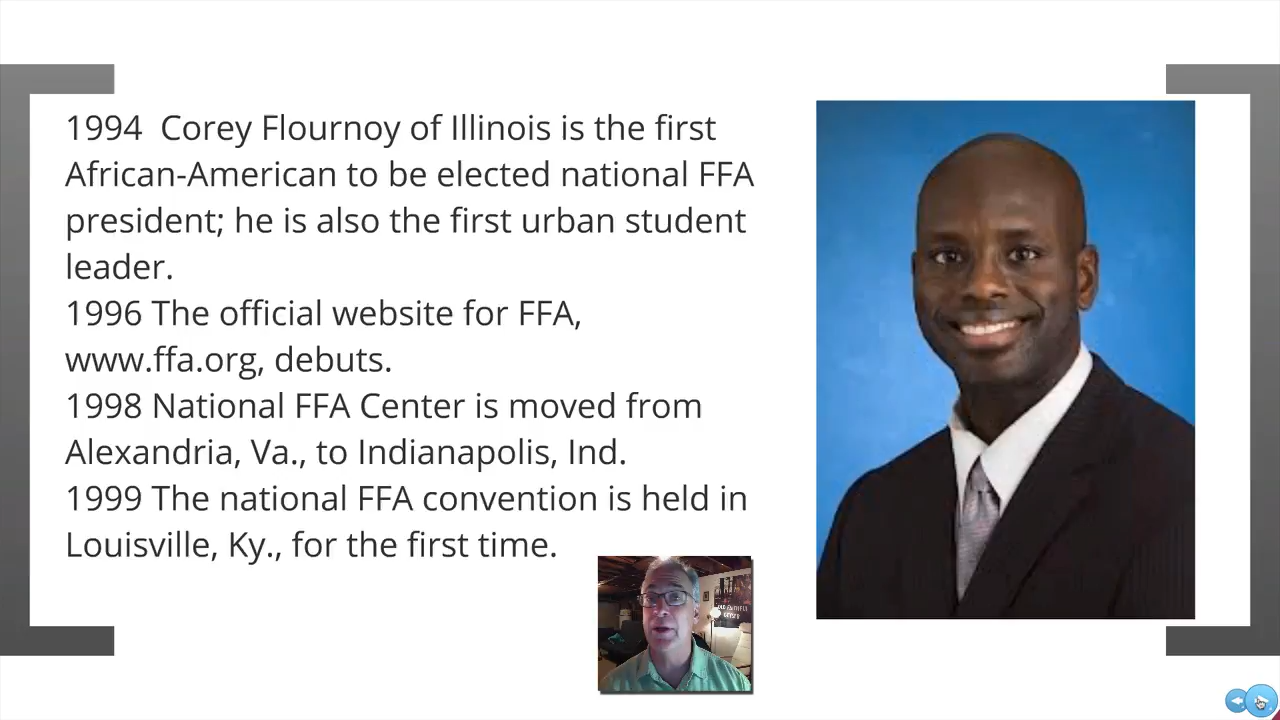 1994  Corey Flournoy of Illinois is the first
African-American to be elected national FFA
president; he is also the first urban student
leader.
1996 The official website for FFA,
www.ffa.org, debuts.
1998 National FFA Center is moved from
Alexandria, Va., to Indianapolis, Ind.
1999 The national FFA convention is held in
Louisville, Ky., for the first time.
OLD FAITHFUL
GEYSER